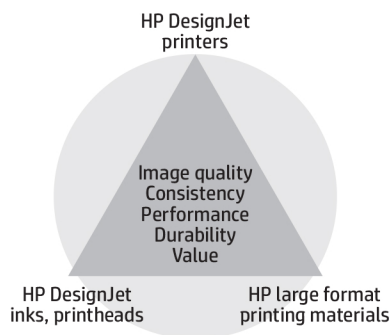 HP DesignJet
printers
Image quality
Consistency
Performance
Durability
Value
HP DesignJet
inks, printheads
HP large format
printing materials